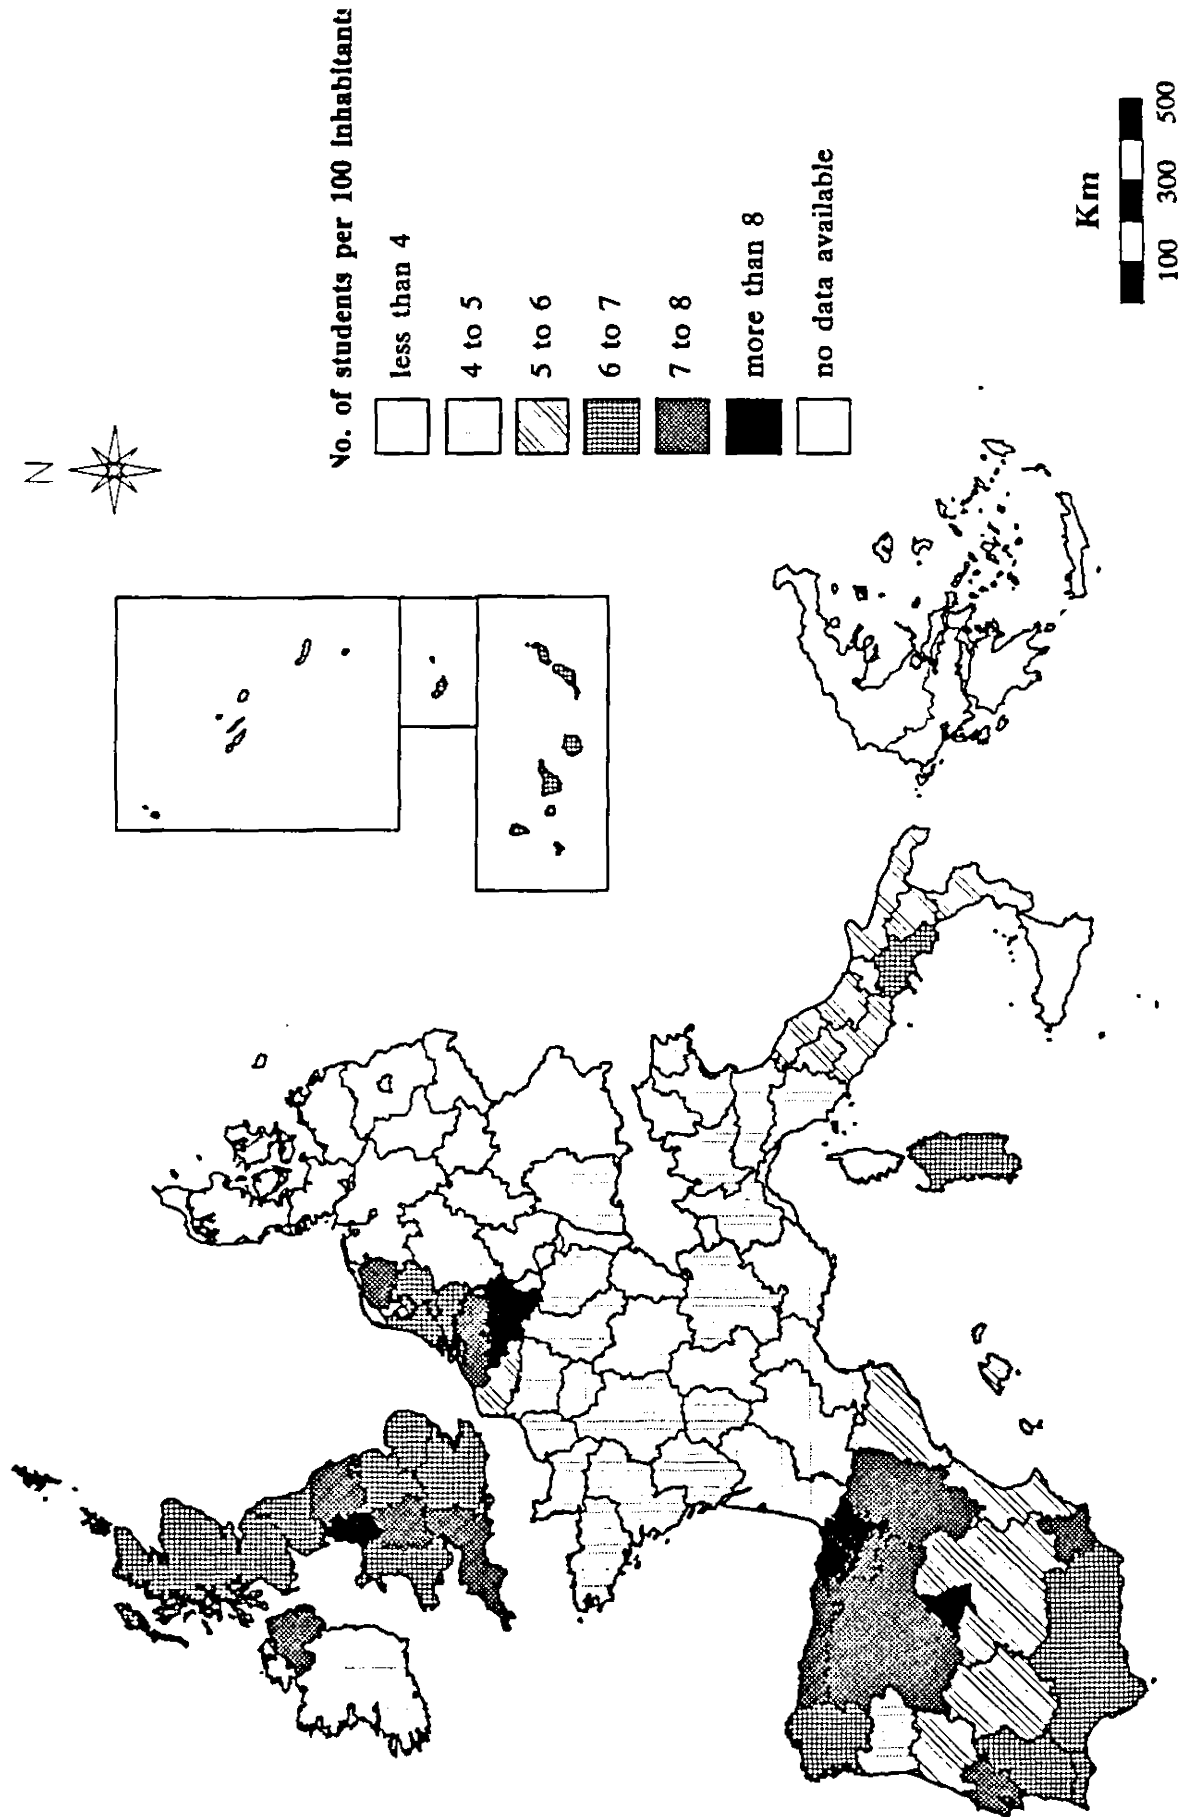 N
No. of students per 100 inhabitants
less than 4
4 to 5
5 to 6
6 to 7
7 to 8
more than 8
no data available
Km
100 300 500